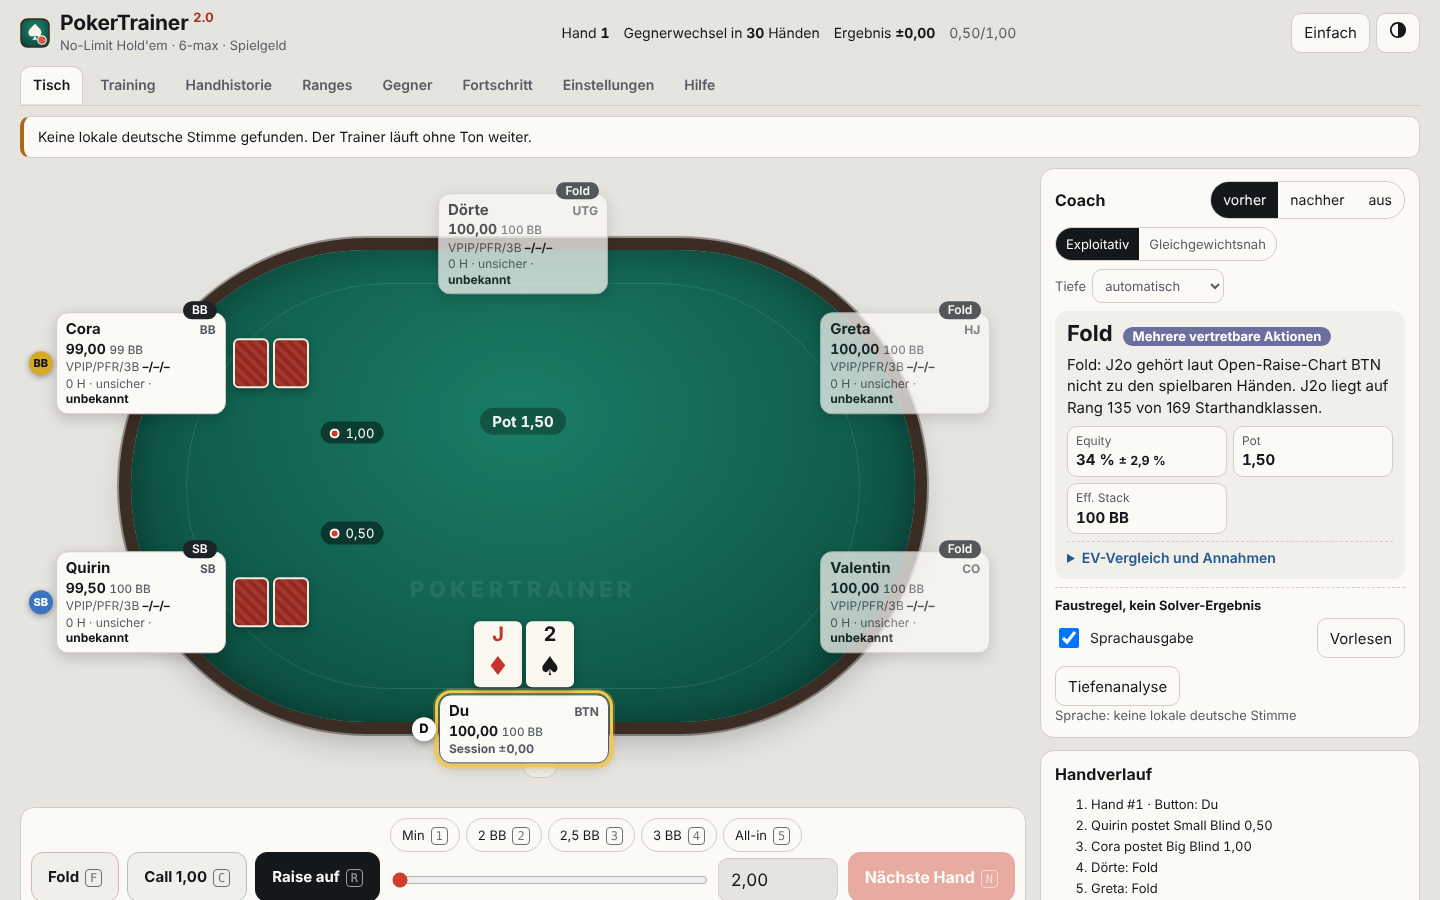 PokerTrainer 2.0
No-Limit Hold'em · 6-max · Spielgeld
Hand 1 Gegnerwechsel in 30 Händen Ergebnis ±0,00 0,50/1,00
Einfach
Tisch Training Handhistorie Ranges Gegner Fortschritt Einstellungen Hilfe
Keine lokale deutsche Stimme gefunden. Der Trainer läuft ohne Ton weiter.
Fold
Dörte UTG
100,00 100 BB
VPIP/PFR/3B –/–/–
0 H · unsicher ·
unbekannt
BB
Cora BB
99,00 99 BB
VPIP/PFR/3B –/–/–
0 H · unsicher ·
unbekannt
BB
Fold
Greta HJ
100,00 100 BB
VPIP/PFR/3B –/–/–
0 H · unsicher ·
unbekannt
Pot 1,50
1,00
0,50
SB
Quirin SB
99,50 100 BB
VPIP/PFR/3B –/–/–
0 H · unsicher ·
unbekannt
SB
Fold
Valentin CO
100,00 100 BB
VPIP/PFR/3B –/–/–
0 H · unsicher ·
unbekannt
POKERTRAINER
J 2
D
Du BTN
100,00 100 BB
Session ±0,00
Min 1 2 BB 2 2,5 BB 3 3 BB 4 All-in 5
Fold F Call 1,00 C Raise auf R 2,00 Nächste Hand N
Coach vorher nachher aus
Exploitativ Gleichgewichtsnah
Tiefe automatisch
Fold Mehrere vertretbare Aktionen
Fold: J2o gehört laut Open-Raise-Chart BTN
nicht zu den spielbaren Händen. J2o liegt auf
Rang 135 von 169 Starthandklassen.
Equity
34 % ± 2,9 %
Pot
1,50
Eff. Stack
100 BB
EV-Vergleich und Annahmen
Faustregel, kein Solver-Ergebnis
Sprachausgabe Vorlesen
Tiefenanalyse
Sprache: keine lokale deutsche Stimme
Handverlauf
1. Hand #1 · Button: Du
2. Quirin postet Small Blind 0,50
3. Cora postet Big Blind 1,00
4. Dörte: Fold
5. Greta: Fold